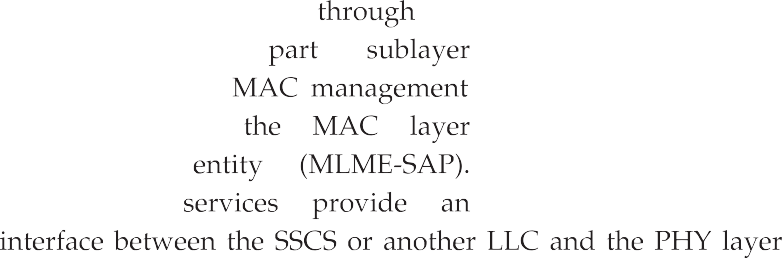 through
part sublayer
MAC management
the MAC layer
entity (MLME-SAP).
services provide an
interface between the SSCS or another LLC and the PHY layer